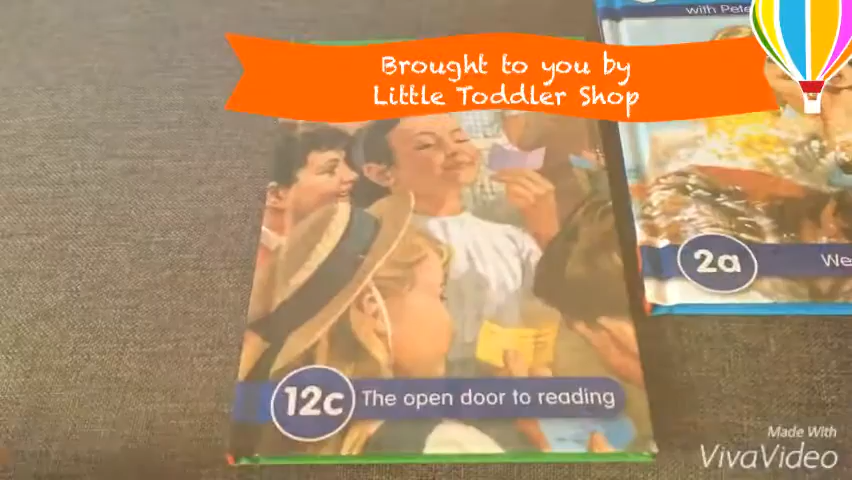 with Pete
Brought to you by
Little Toddler Shop
2a
We
12c
The open door to reading
Made With
VivaVideo